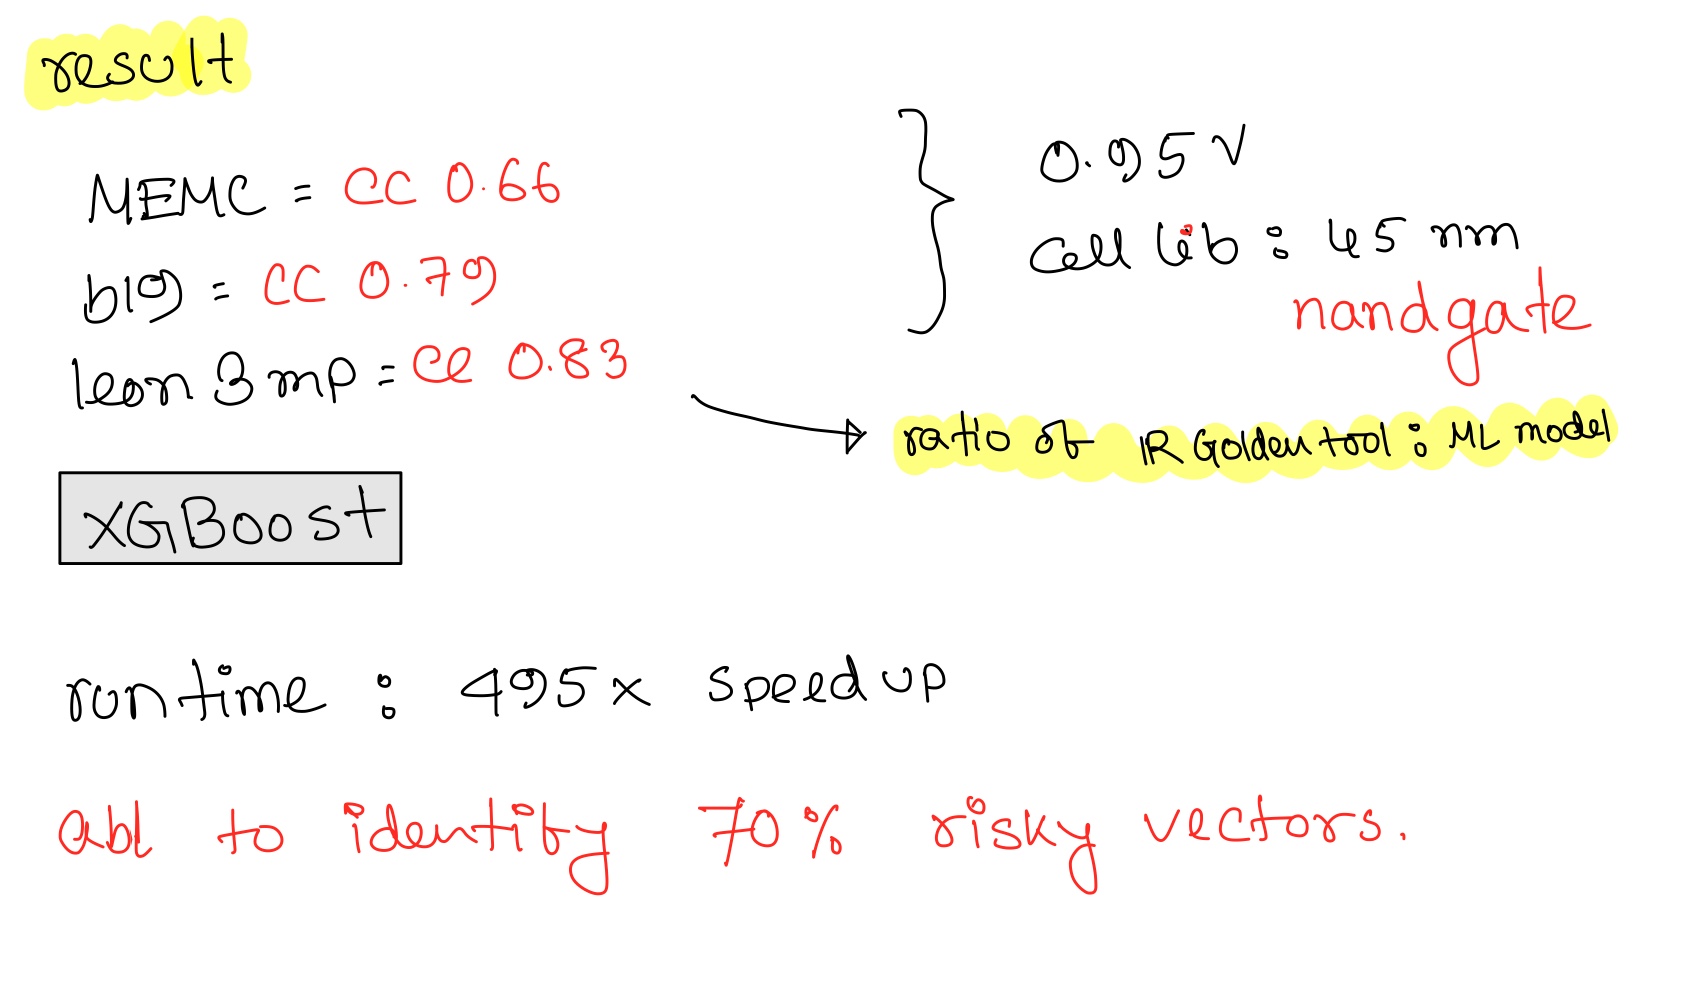 result
MEMC = CC 0.66
b19 = CC 0.79
leon 3 mp = CC 0.83
0.95 V
Cell lib : 45 nm
nandgate
ratio of IR Golden tool : ML model
XGBoost
runtime : 495x speed up
abl to identify 70% risky vectors.